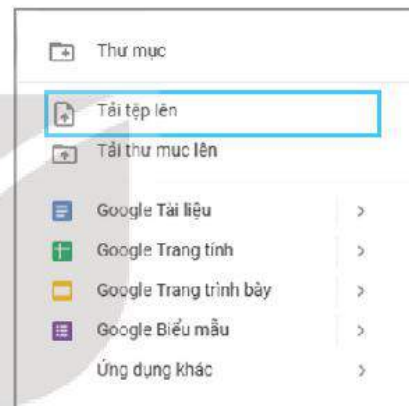 Thư mục
Tải tệp lên
Tải thư mục lên
Google Tài liệu
Google Trang tính
Google Trang trình bày
Google Biểu mẫu
Ứng dụng khác